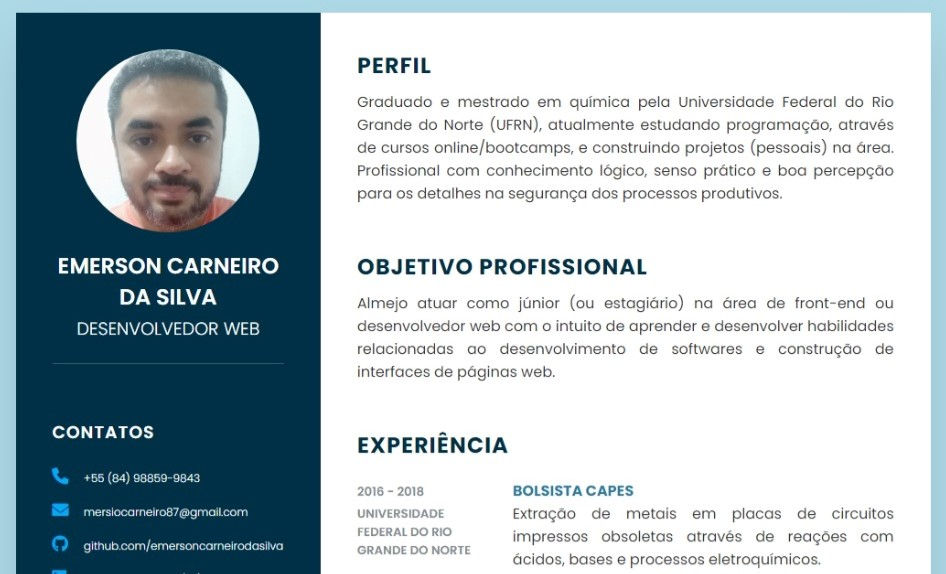 EMERSON CARNEIRO
DA SILVA
DESENVOLVEDOR WEB
CONTATOS
+55 (84) 98859-9843
mersiocarneiro87@gmail.com
github.com/emersoncarneirodasilva
PERFIL
Graduado e mestrado em química pela Universidade Federal do Rio
Grande do Norte (UFRN), atualmente estudando programação, através
de cursos online/bootcamps, e construindo projetos (pessoais) na área.
Profissional com conhecimento lógico, senso prático e boa percepção
para os detalhes na segurança dos processos produtivos.
OBJETIVO PROFISSIONAL
Almejo atuar como júnior (ou estagiário) na área de front-end ou
desenvolvedor web com o intuito de aprender e desenvolver habilidades
relacionadas ao desenvolvimento de softwares e construção de
interfaces de páginas web.
EXPERIÊNCIA
2016 - 2018
UNIVERSIDADE
FEDERAL DO RIO
GRANDE DO NORTE
BOLSISTA CAPES
Extração de metais em placas de circuitos
impressos obsoletas através de reações com
ácidos, bases e processos eletroquímicos.